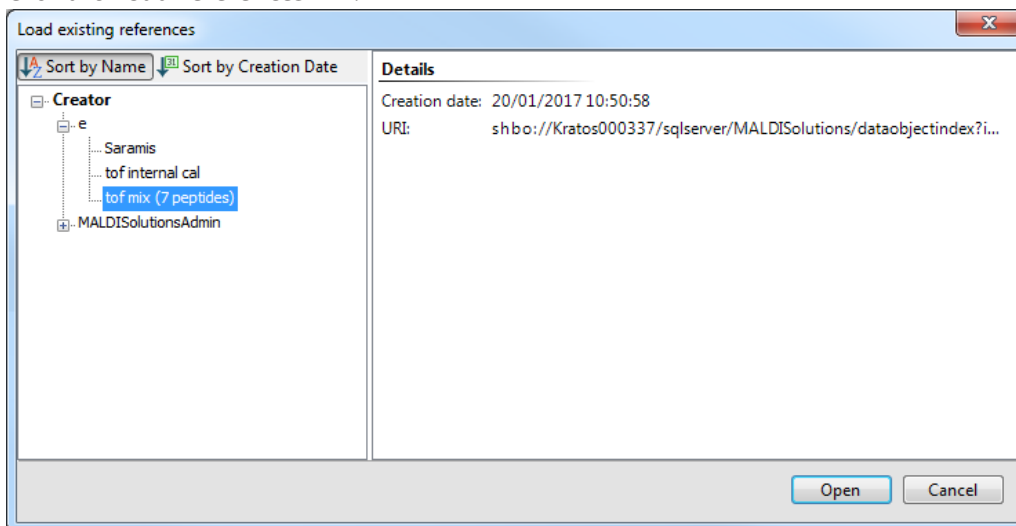 Load existing references
Sort by Name Sort by Creation Date
Creator
e
Saramis
tof internal cal
tof mix (7 peptides)
MALDISolutionsAdmin
Details
Creation date: 20/01/2017 10:50:58
URI: shbo://Kratos000337/sqlserver/MALDISolutions/dataobjectindex?i...
Open Cancel